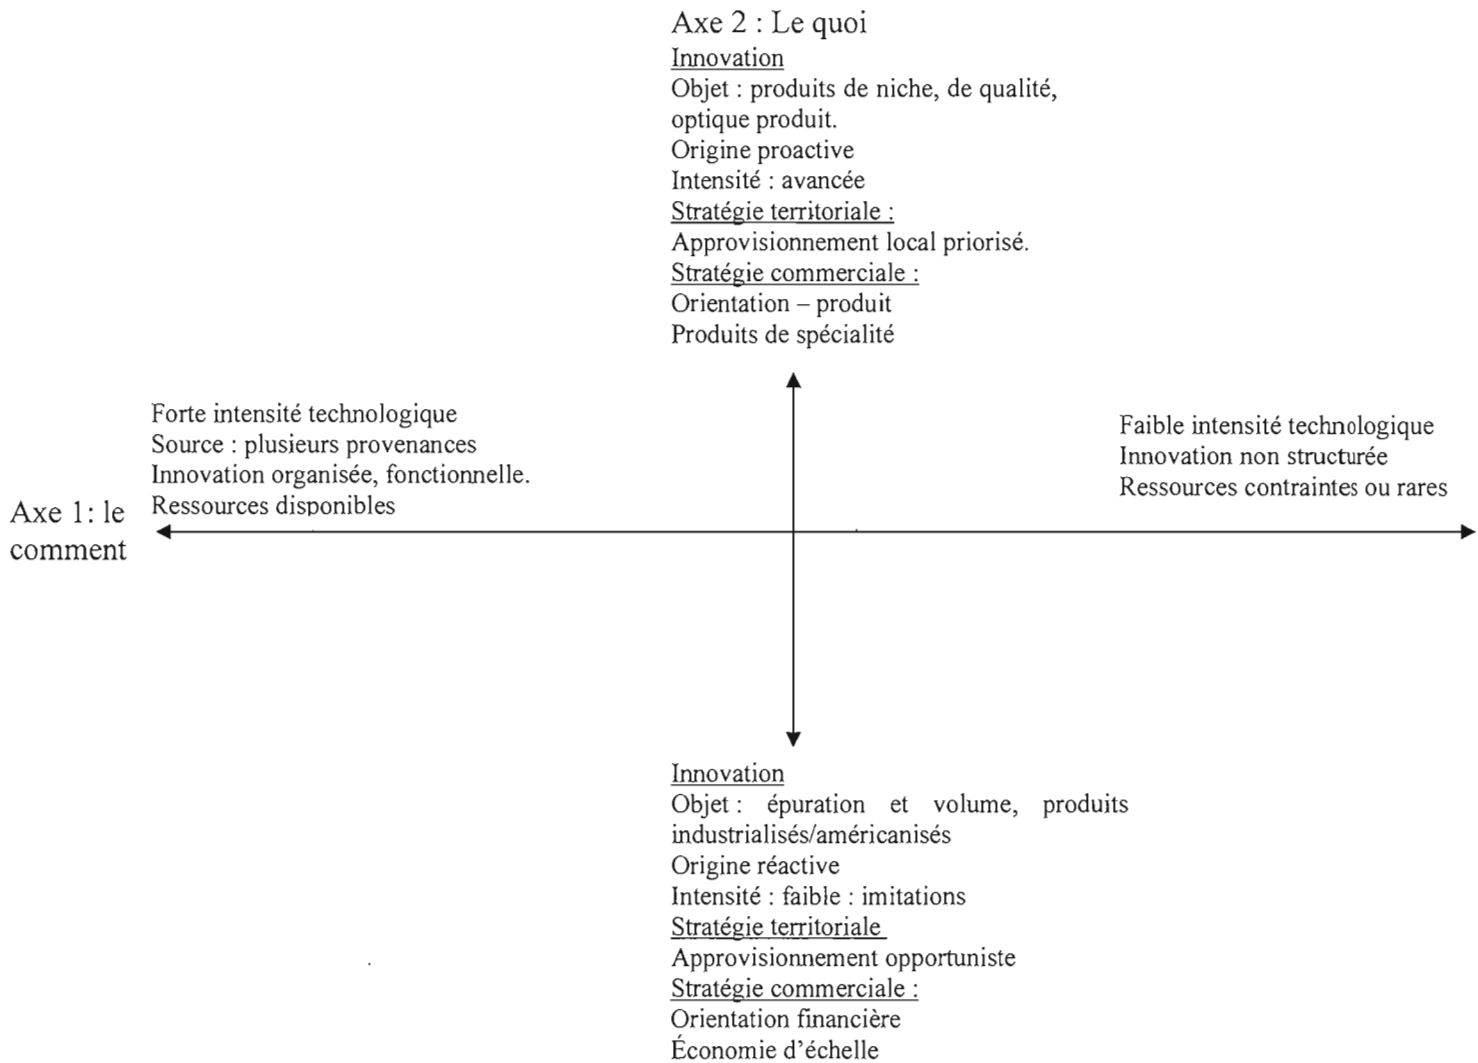 Axe 2 : Le quoi
Innovation
Objet : produits de niche, de qualité,
optique produit.
Origine proactive
Intensité : avancée
Stratégie territoriale :
Approvisionnement local priorisé.
Stratégie commerciale :
Orientation – produit
Produits de spécialité
Forte intensité technologique
Source : plusieurs provenances
Innovation organisée, fonctionnelle.
Ressources disponibles
Faible intensité technologique
Innovation non structurée
Ressources contraintes ou rares
Axe 1: le
comment
Innovation
Objet : épuration et volume, produits
industrialisés/américanisés
Origine réactive
Intensité : faible : imitations
Stratégie territoriale
Approvisionnement opportuniste
Stratégie commerciale :
Orientation financière
Économie d'échelle